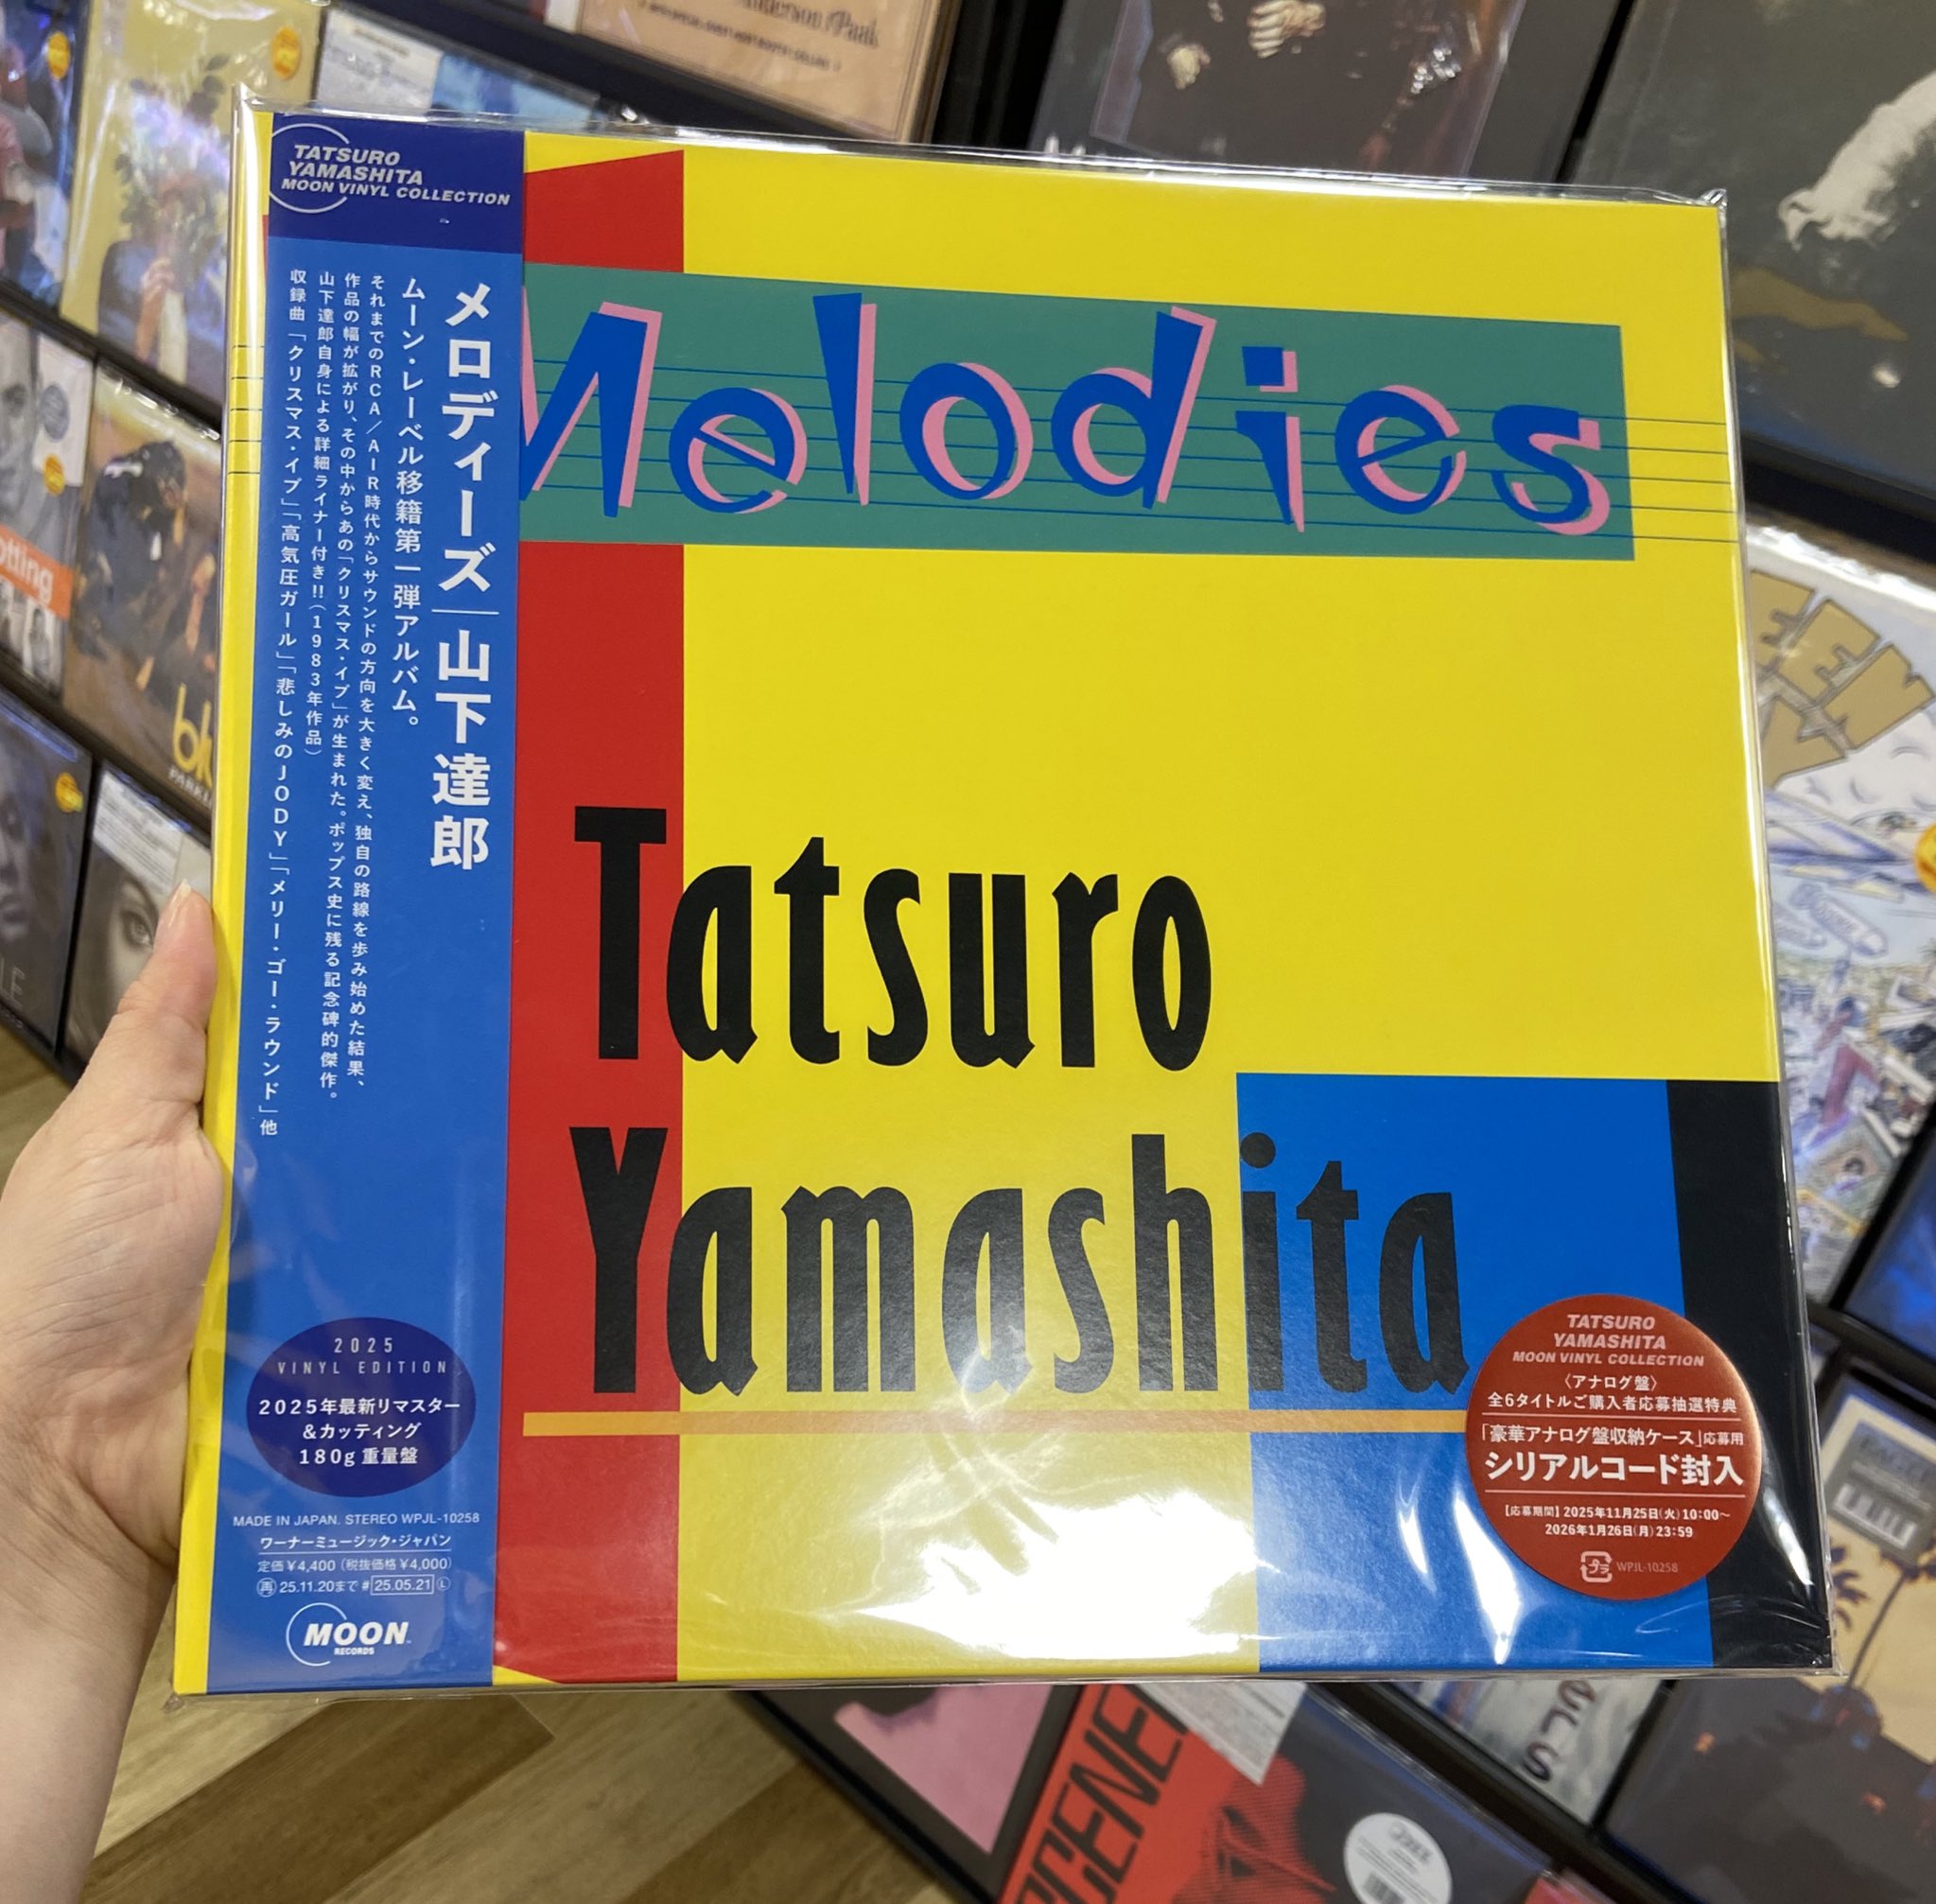 TATSURO
YAMASHITA
MOON VINYL COLLECTION
メロディーズ｜山下達郎
ムーン・レーベル移籍第一弾アルバム。
それまでのRCA／AIR時代からサウンドの方向を大きく変え、独自の路線を歩み始めた結果、
作品の幅が拡がり、その中からあの「クリスマス・イブ」が生まれた。ポップス史に残る記念碑的傑作。
山下達郎自身による詳細ライナー付き!!（1983年作品）
収録曲「クリスマス・イブ」「高気圧ガール」「悲しみのJODY」「メリー・ゴー・ラウンド」他
2025
VINYL EDITION
2025年最新リマスター
&カッティング
180g 重量盤
MADE IN JAPAN. STEREO WPJL-10258
ワーナーミュージック・ジャパン
定価￥4,400（税抜価格￥4,000）
再 25.11.20まで # 25.05.21 L
MOON
RECORDS
Melodies
Tatsuro
Yamashita
TATSURO
YAMASHITA
MOON VINYL COLLECTION
〈アナログ盤〉
全6タイトルご購入者応募抽選特典
「豪華アナログ盤収納ケース」応募用
シリアルコード封入
【応募期間】2025年11月25日(火)10:00～
2026年1月26日(月)23:59
プラ WPJL-10258